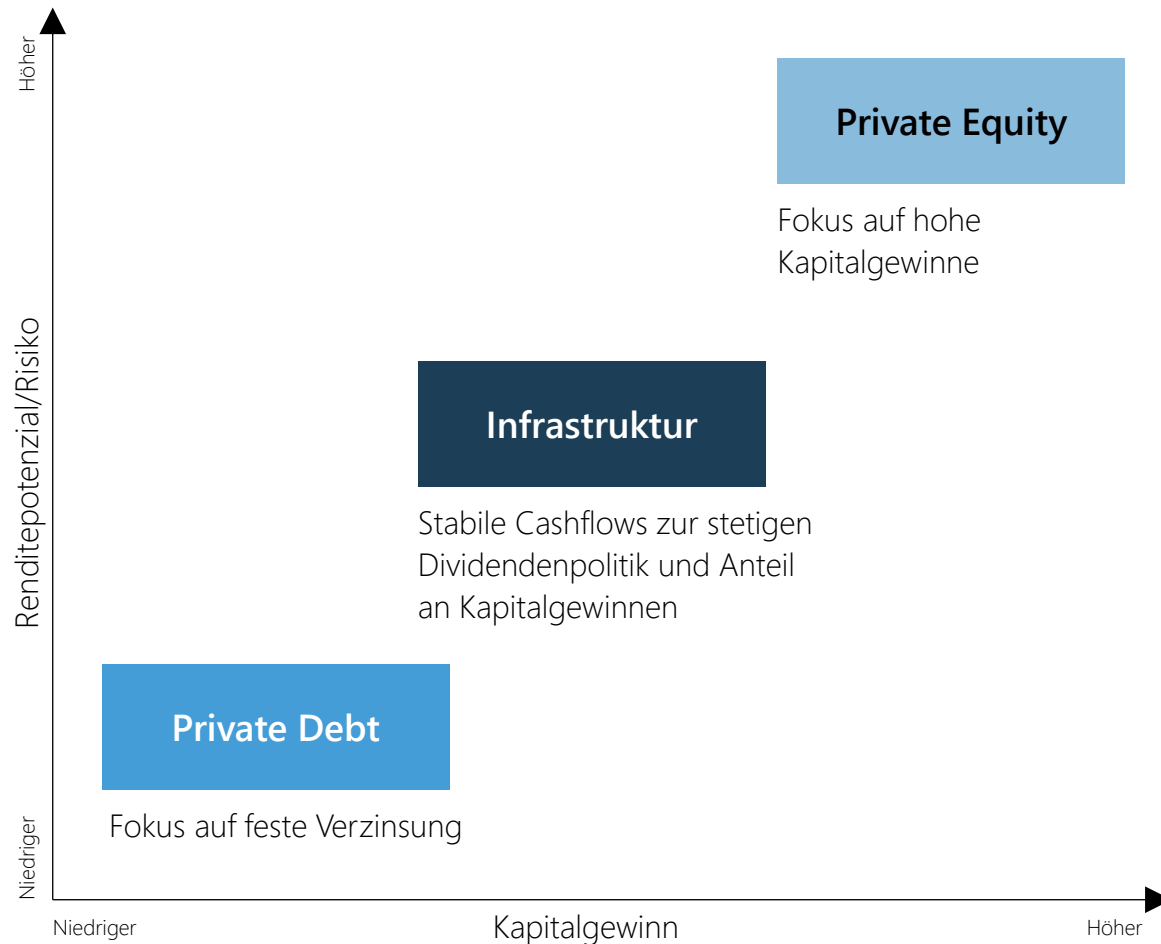 Höher
Private Equity
Fokus auf hohe
Kapitalgewinne
Renditepotenzial/Risiko
Infrastruktur
Stabile Cashflows zur stetigen
Dividendenpolitik und Anteil
an Kapitalgewinnen
Private Debt
Fokus auf feste Verzinsung
Niedriger
Niedriger
Kapitalgewinn
Höher